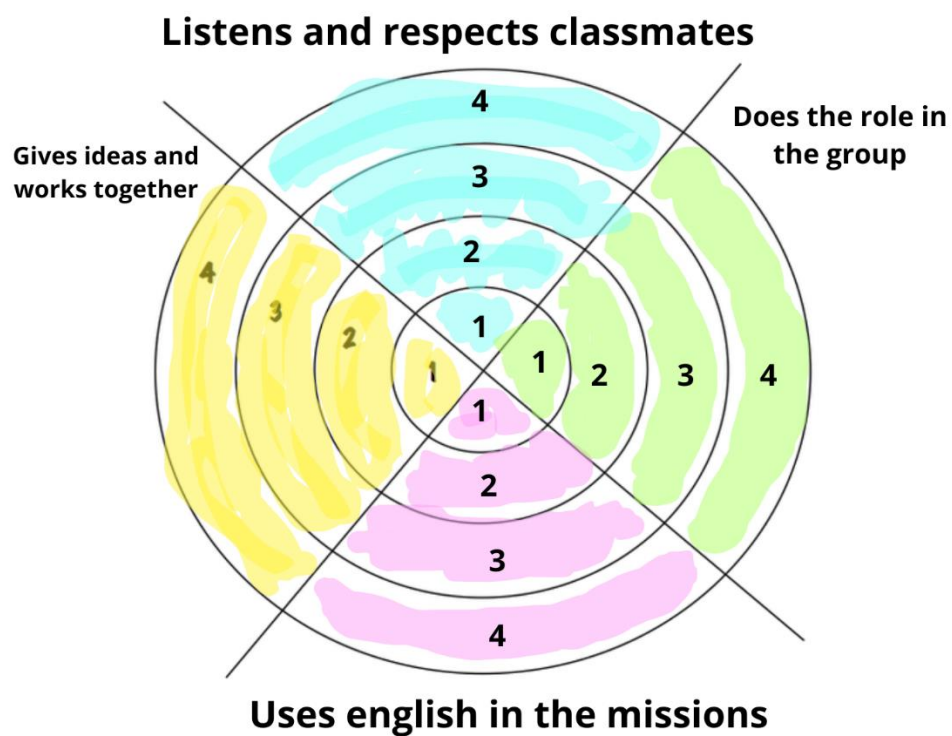 Listens and respects classmates
Gives ideas and
works together
Does the role in
the group
4
3
2
1
4
3
2
1
1
2
3
4
1
2
3
4
Uses english in the missions